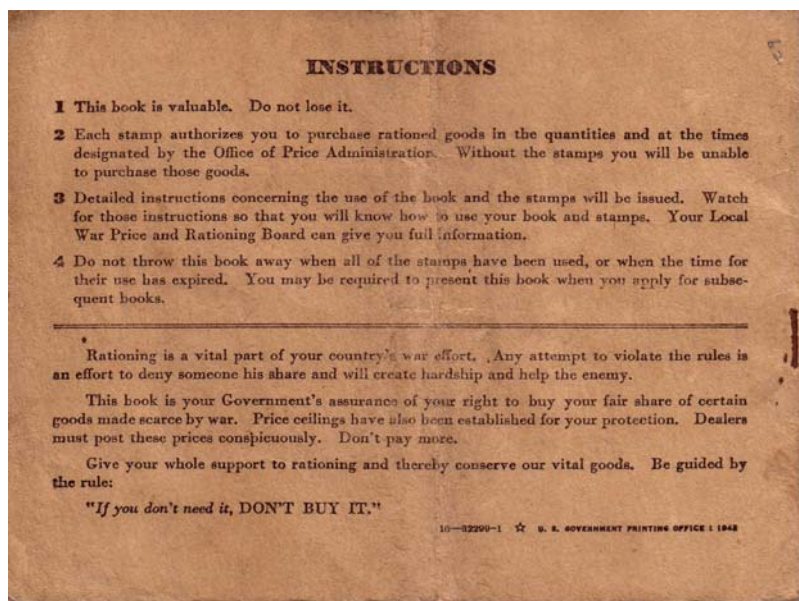 INSTRUCTIONS
1 This book is valuable. Do not lose it.
2 Each stamp authorizes you to purchase rationed goods in the quantities and at the times
designated by the Office of Price Administration. Without the stamps you will be unable
to purchase those goods.
3 Detailed instructions concerning the use of the book and the stamps will be issued. Watch
for those instructions so that you will know how to use your book and stamps. Your Local
War Price and Rationing Board can give you full information.
4 Do not throw this book away when all of the stamps have been used, or when the time for
their use has expired. You may be required to present this book when you apply for subse-
quent books.
Rationing is a vital part of your country's war effort. Any attempt to violate the rules is
an effort to deny someone his share and will create hardship and help the enemy.
This book is your Government's assurance of your right to buy your fair share of certain
goods made scarce by war. Price ceilings have also been established for your protection. Dealers
must post these prices conspicuously. Don't pay more.
Give your whole support to rationing and thereby conserve our vital goods. Be guided by
the rule:
"If you don't need it, DON'T BUY IT."
16—32299-1 ☆ U. S. GOVERNMENT PRINTING OFFICE : 1943